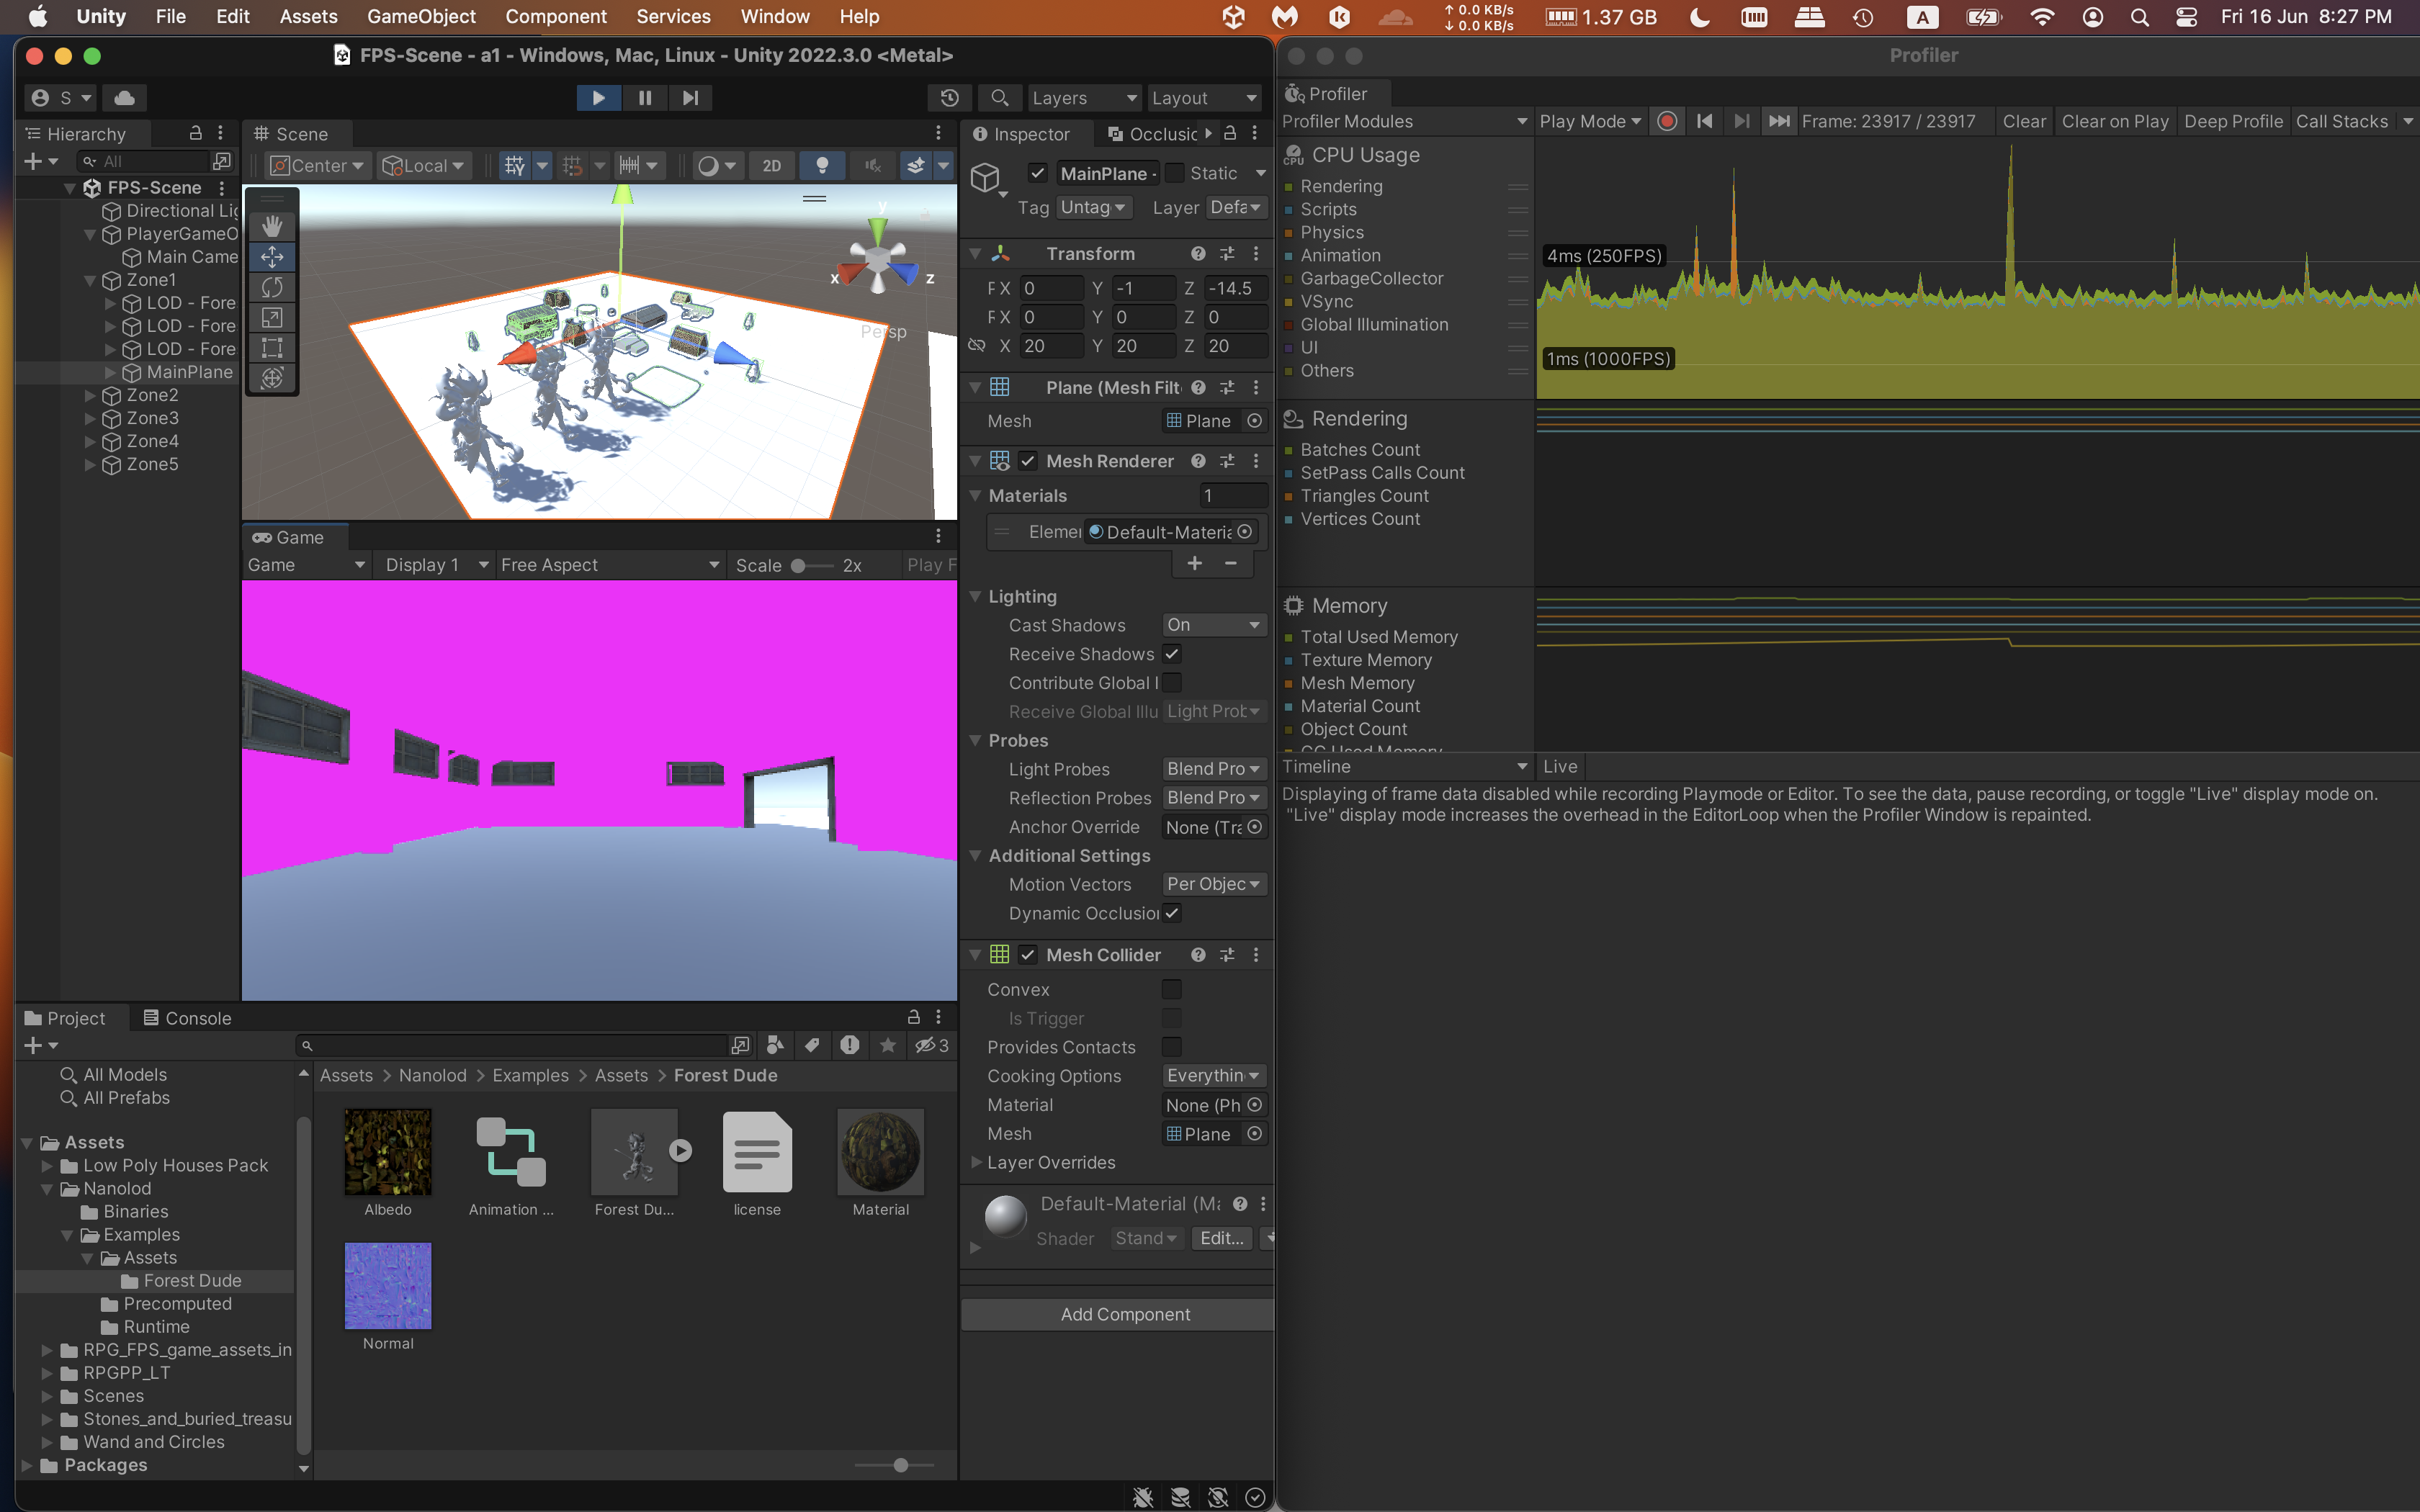 Unity File Edit Assets GameObject Component Services Window Help
↑ 0.0 KB/s
↓ 0.0 KB/s
1.37 GB
A
Fri 16 Jun 8:27 PM
FPS-Scene - a1 - Windows, Mac, Linux - Unity 2022.3.0 <Metal>
S
Layers
Layout
Hierarchy
All
FPS-Scene
Directional Lig
PlayerGameO
Main Came
Zone1
LOD - Fore
LOD - Fore
LOD - Fore
MainPlane
Zone2
Zone3
Zone4
Zone5
Scene
Center
Local
2D
y
x
z
Persp
Game
Game
Display 1
Free Aspect
Scale
2x
Play F
Inspector
Occlusic
MainPlane -
Static
Tag
Untag
Layer
Defa
Transform
X 0 Y -1 Z -14.5
X 0 Y 0 Z 0
X 20 Y 20 Z 20
Plane (Mesh Filt
Mesh
Plane
Mesh Renderer
Materials
1
Elemer
Default-Materia
Lighting
Cast Shadows
On
Receive Shadows
Contribute Global I
Receive Global Illu
Light Prob
Probes
Light Probes
Blend Pro
Reflection Probes
Blend Pro
Anchor Override
None (Tra
Additional Settings
Motion Vectors
Per Objec
Dynamic Occlusion
Mesh Collider
Convex
Is Trigger
Provides Contacts
Cooking Options
Everythin
Material
None (Ph
Mesh
Plane
Layer Overrides
Default-Material (Ma
Shader
Stand
Edit...
Add Component
Project
Console
3
All Models
All Prefabs
Assets
Low Poly Houses Pack
Nanolod
Binaries
Examples
Assets
Forest Dude
Precomputed
Runtime
RPG_FPS_game_assets_in
RPGPP_LT
Scenes
Stones_and_buried_treasu
Wand and Circles
Packages
Assets > Nanolod > Examples > Assets > Forest Dude
Albedo
Animation ...
Forest Du...
license
Material
Normal
Profiler
Profiler
Profiler Modules
Play Mode
Frame: 23917 / 23917
Clear
Clear on Play
Deep Profile
Call Stacks
CPU
CPU Usage
Rendering
Scripts
Physics
Animation
GarbageCollector
VSync
Global Illumination
UI
Others
4ms (250FPS)
1ms (1000FPS)
Rendering
Batches Count
SetPass Calls Count
Triangles Count
Vertices Count
Memory
Total Used Memory
Texture Memory
Mesh Memory
Material Count
Object Count
GC Used Memory
Timeline
Live
Displaying of frame data disabled while recording Playmode or Editor. To see the data, pause recording, or toggle "Live" display mode on.
"Live" display mode increases the overhead in the EditorLoop when the Profiler Window is repainted.